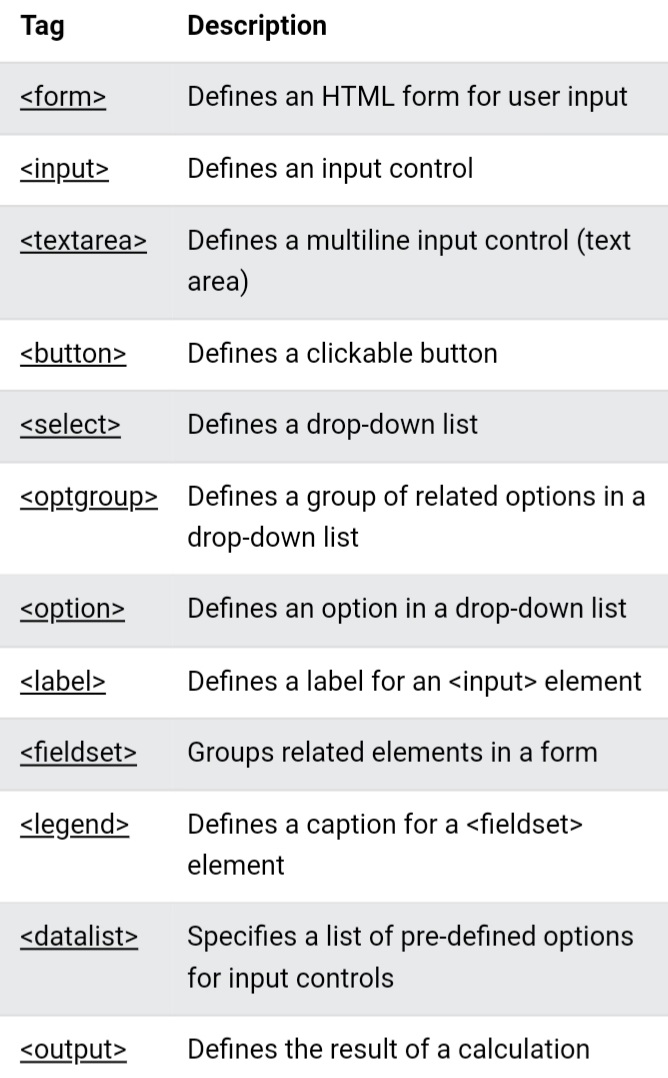 Tag Description
<form> Defines an HTML form for user input
<input> Defines an input control
<textarea> Defines a multiline input control (text
area)
<button> Defines a clickable button
<select> Defines a drop-down list
<optgroup> Defines a group of related options in a
drop-down list
<option> Defines an option in a drop-down list
<label> Defines a label for an <input> element
<fieldset> Groups related elements in a form
<legend> Defines a caption for a <fieldset>
element
<datalist> Specifies a list of pre-defined options
for input controls
<output> Defines the result of a calculation